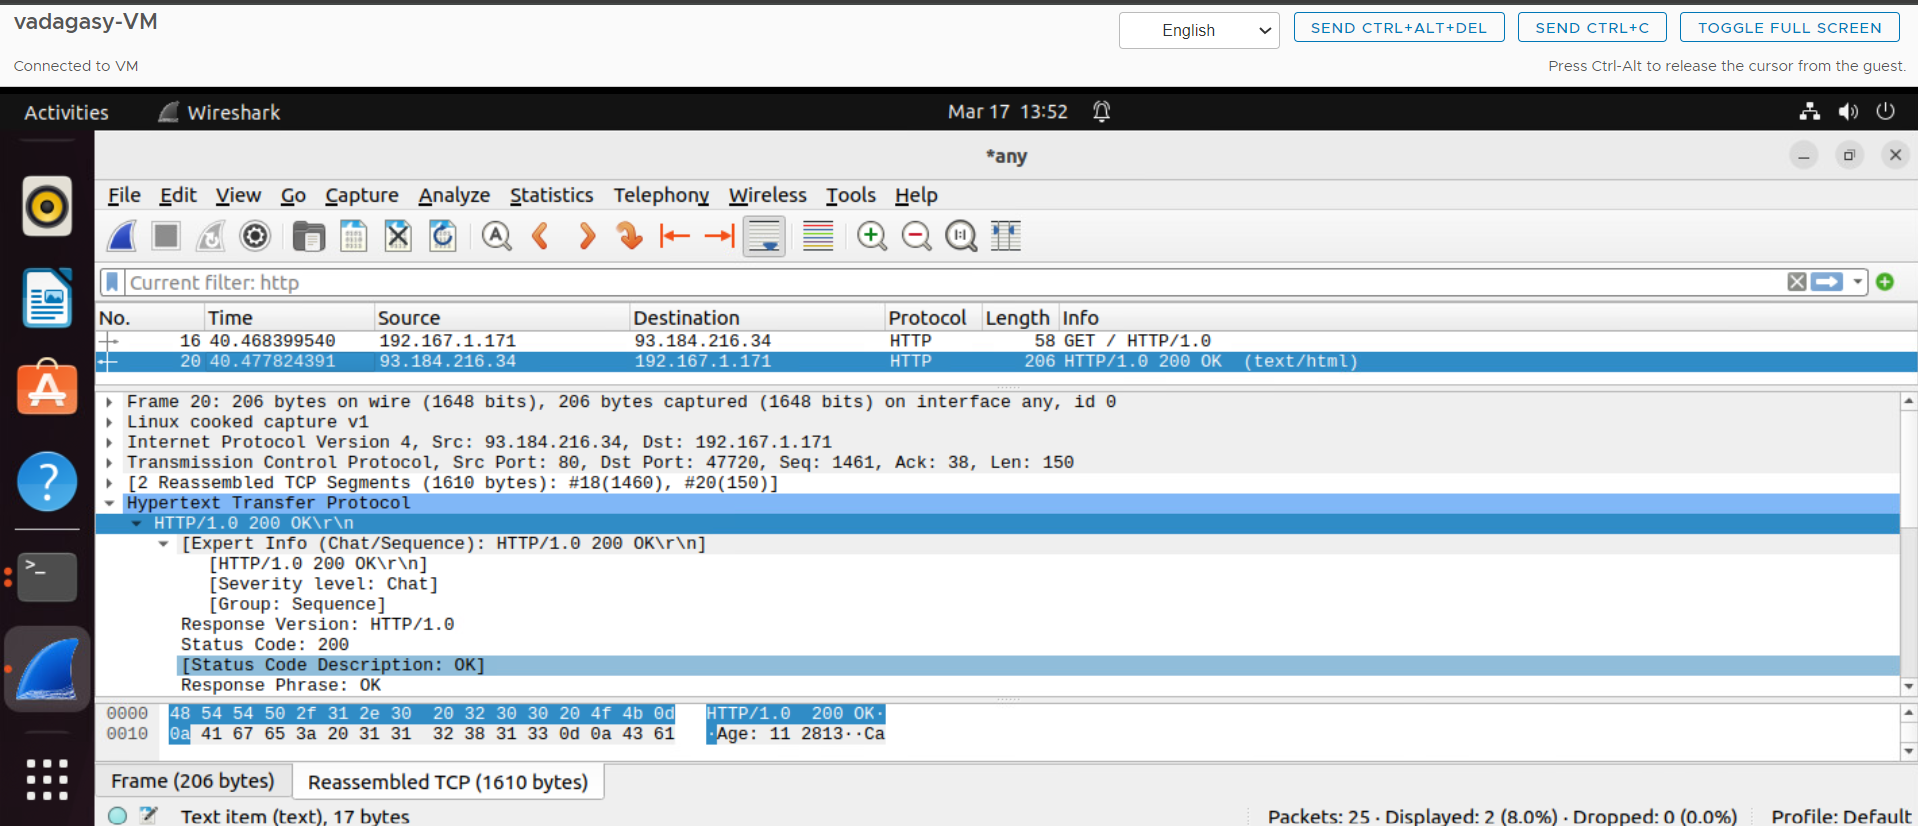 vadagasy-VM
English
SEND CTRL+ALT+DEL
SEND CTRL+C
TOGGLE FULL SCREEN
Connected to VM
Press Ctrl-Alt to release the cursor from the guest.
Activities
Wireshark
Mar 17 13:52
*any
File Edit View Go Capture Analyze Statistics Telephony Wireless Tools Help
Current filter: http
No. Time Source Destination Protocol Length Info
16 40.468399540 192.167.1.171 93.184.216.34 HTTP 58 GET / HTTP/1.0
20 40.477824391 93.184.216.34 192.167.1.171 HTTP 206 HTTP/1.0 200 OK (text/html)
Frame 20: 206 bytes on wire (1648 bits), 206 bytes captured (1648 bits) on interface any, id 0
Linux cooked capture v1
Internet Protocol Version 4, Src: 93.184.216.34, Dst: 192.167.1.171
Transmission Control Protocol, Src Port: 80, Dst Port: 47720, Seq: 1461, Ack: 38, Len: 150
[2 Reassembled TCP Segments (1610 bytes): #18(1460), #20(150)]
Hypertext Transfer Protocol
HTTP/1.0 200 OK\r\n
[Expert Info (Chat/Sequence): HTTP/1.0 200 OK\r\n]
[HTTP/1.0 200 OK\r\n]
[Severity level: Chat]
[Group: Sequence]
Response Version: HTTP/1.0
Status Code: 200
[Status Code Description: OK]
Response Phrase: OK
0000 48 54 54 50 2f 31 2e 30 20 32 30 30 20 4f 4b 0d HTTP/1.0 200 OK·
0010 0a 41 67 65 3a 20 31 31 32 38 31 33 0d 0a 43 61 ·Age: 11 2813··Ca
Frame (206 bytes)
Reassembled TCP (1610 bytes)
Text item (text), 17 bytes
Packets: 25 · Displayed: 2 (8.0%) · Dropped: 0 (0.0%)
Profile: Default